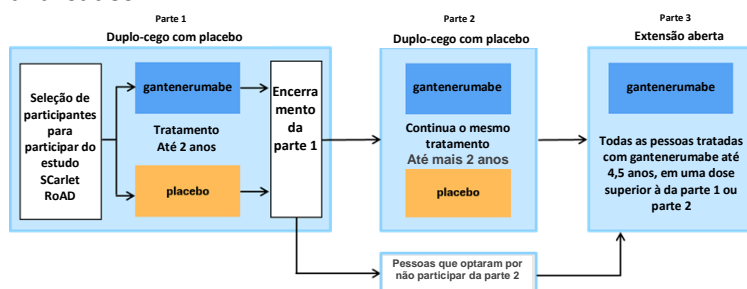 Parte 1
Duplo-cego com placebo
Seleção de
participantes
para
participar do
estudo
SCarlet
RoAD
gantenerumabe
Tratamento
Até 2 anos
placebo
Encerra
mento
da
parte 1
Parte 2
Duplo-cego com placebo
gantenerumabe
Continua o mesmo
tratamento
Até mais 2 anos
placebo
Parte 3
Extensão aberta
gantenerumabe
Todas as pessoas tratadas
com gantenerumabe até
4,5 anos, em uma dose
superior à da parte 1 ou
parte 2
Pessoas que optaram por
não participar da parte 2